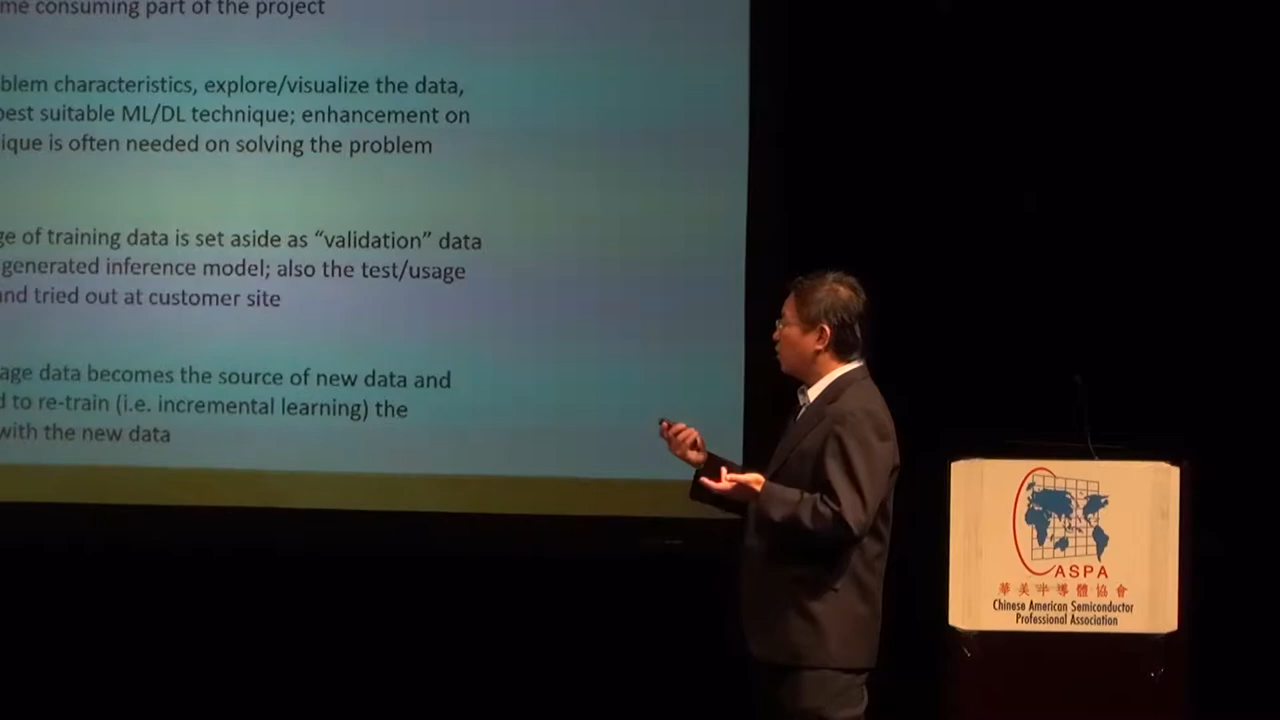 me consuming part of the project
blem characteristics, explore/visualize the data,
best suitable ML/DL technique; enhancement on
ique is often needed on solving the problem
ge of training data is set aside as “validation” data
generated inference model; also the test/usage
and tried out at customer site
age data becomes the source of new data and
d to re-train (i.e. incremental learning) the
with the new data
CASPA
華美半導體協會
Chinese American Semiconductor
Professional Association